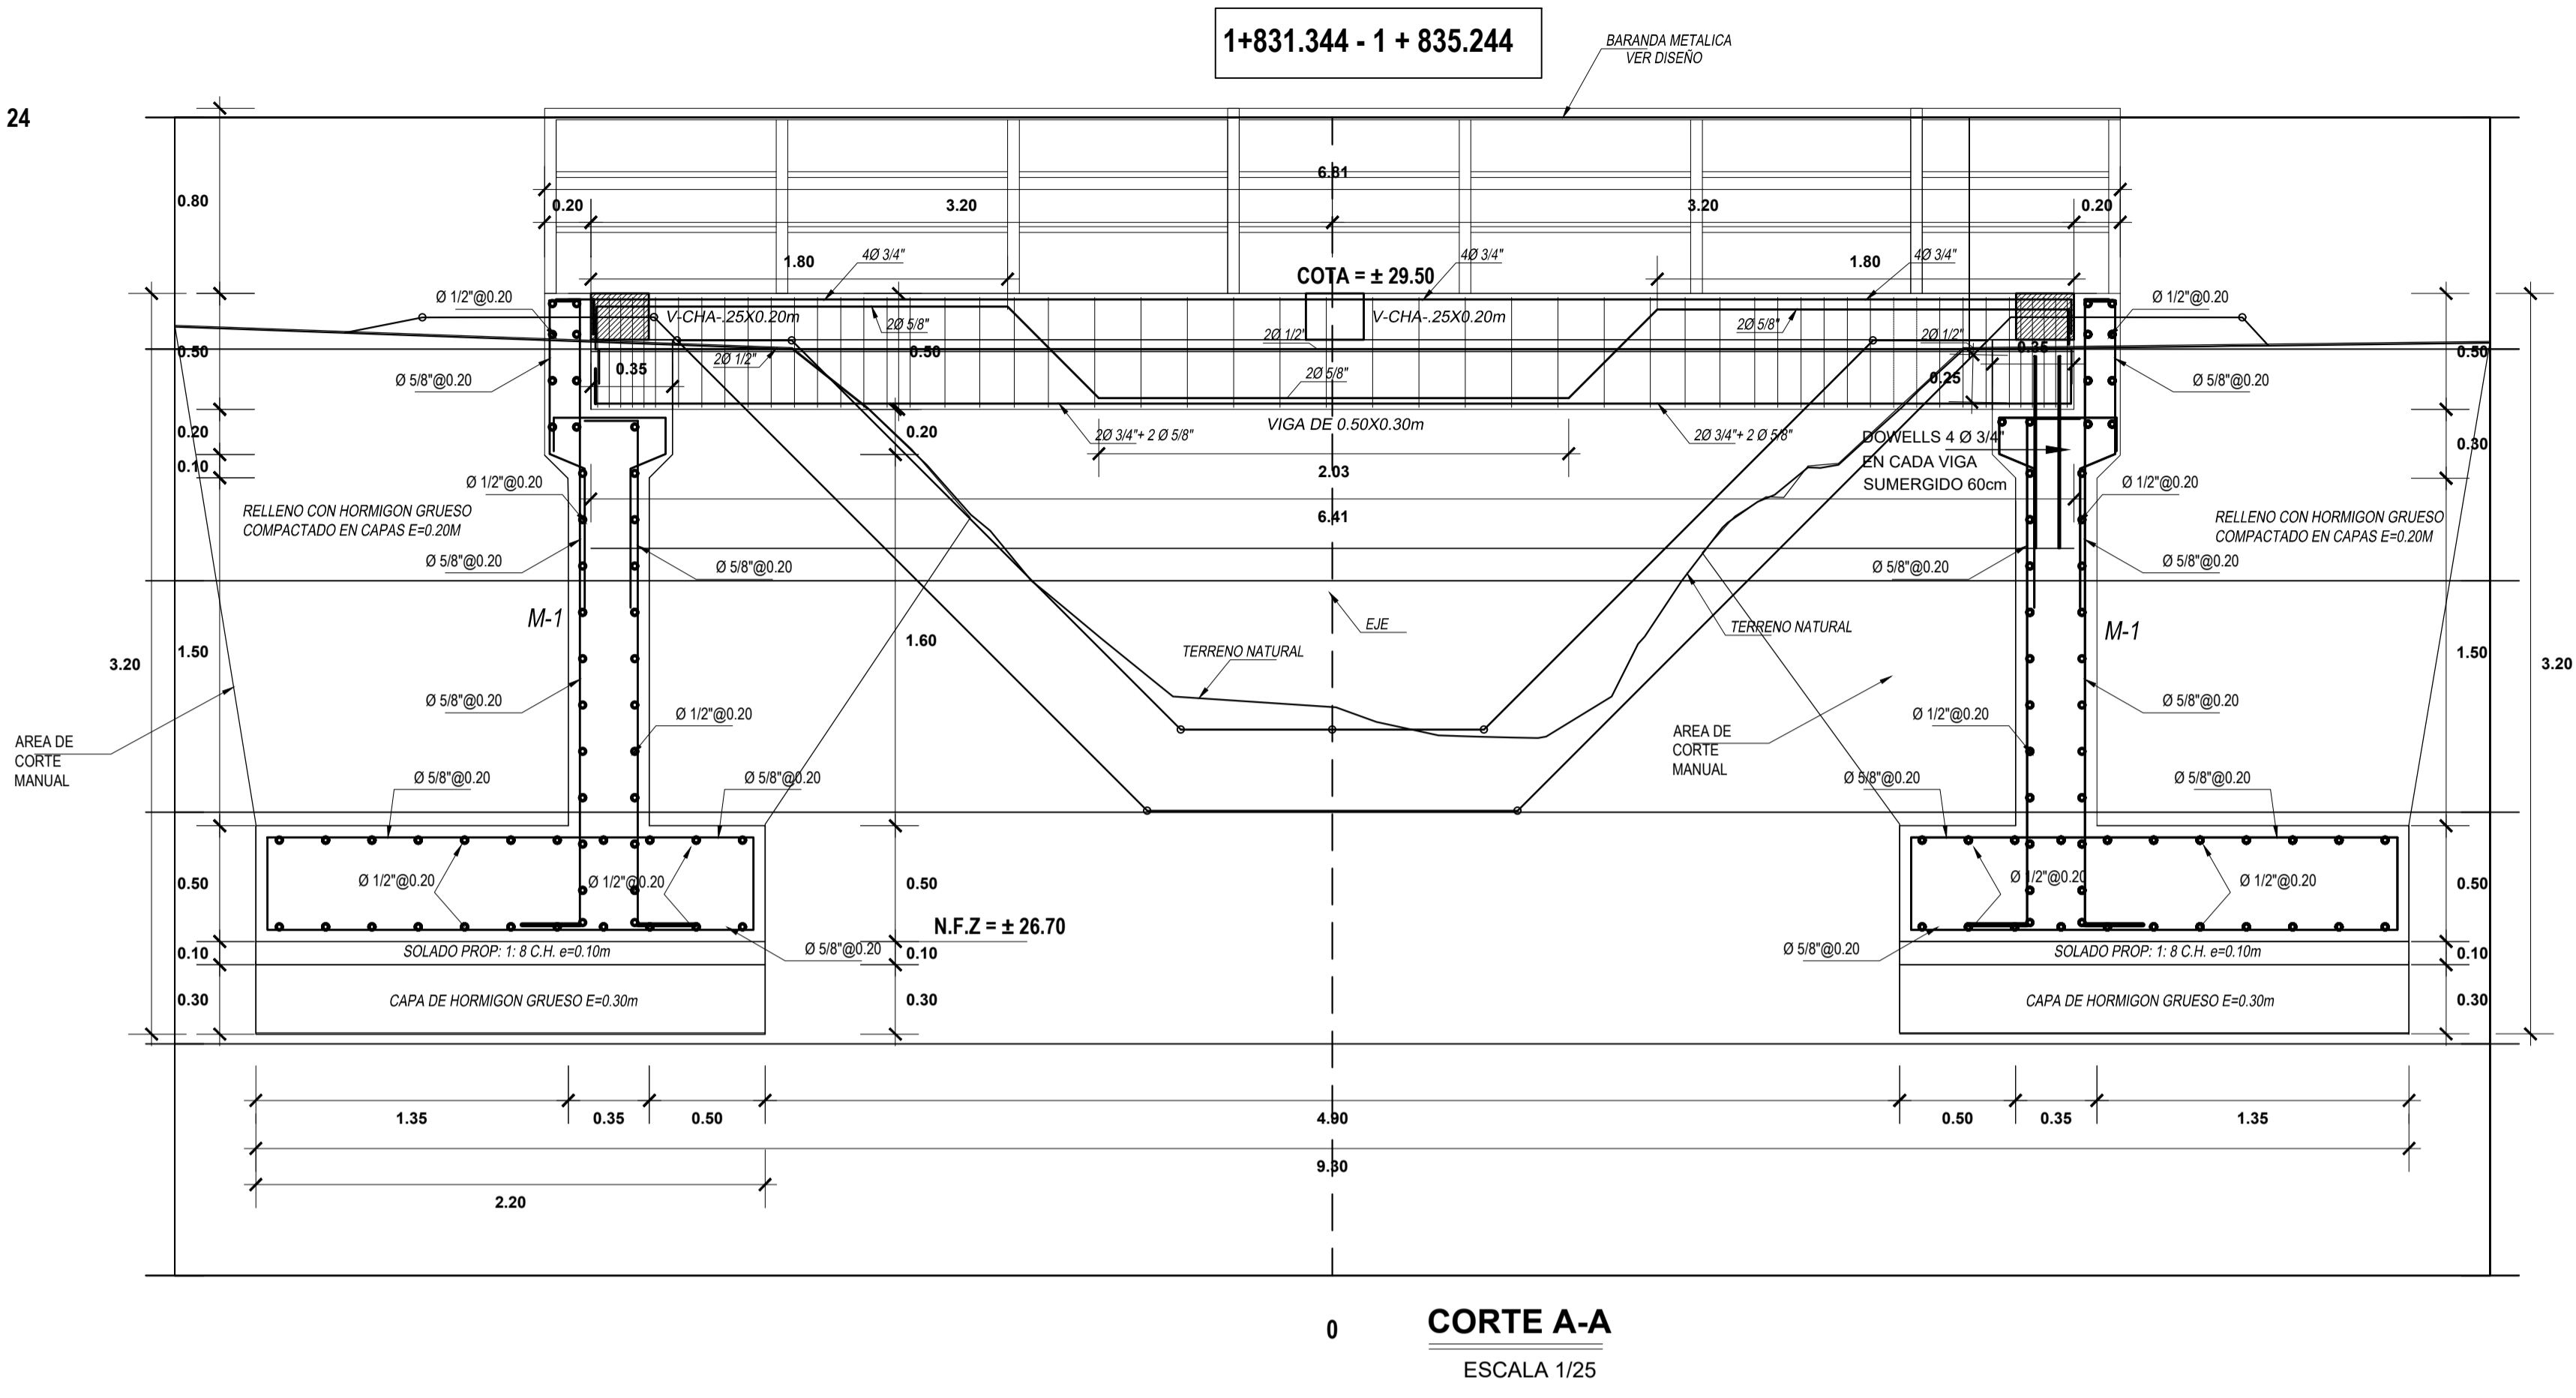 1+831.344 - 1 + 835.244
BARANDA METALICA
VER DISEÑO
24
6.81
0.80
0.20
3.20
3.20
0.20
1.80
4Ø 3/4"
COTA = ± 29.50
4Ø 3/4"
1.80
4Ø 3/4"
Ø 1/2"@0.20
Ø 1/2"@0.20
V-CHA-.25X0.20m
2Ø 5/8"
V-CHA-.25X0.20m
2Ø 5/8"
2Ø 1/2"
2Ø 1/2"
0.50
2Ø 1/2"
0.50
0.35
0.50
0.35
2Ø 5/8"
0.25
Ø 5/8"@0.20
Ø 5/8"@0.20
VIGA DE 0.50X0.30m
0.20
0.20
2Ø 3/4"+ 2 Ø 5/8"
2Ø 3/4"+ 2 Ø 5/8"
DOWELLS 4 Ø 3/4"
EN CADA VIGA
SUMERGIDO 60cm
0.30
0.10
2.03
Ø 1/2"@0.20
Ø 1/2"@0.20
RELLENO CON HORMIGON GRUESO
COMPACTADO EN CAPAS E=0.20M
6.41
RELLENO CON HORMIGON GRUESO
COMPACTADO EN CAPAS E=0.20M
Ø 5/8"@0.20
Ø 5/8"@0.20
Ø 5/8"@0.20
Ø 5/8"@0.20
M-1
EJE
TERRENO NATURAL
M-1
3.20
1.50
1.60
TERRENO NATURAL
1.50
3.20
Ø 5/8"@0.20
Ø 1/2"@0.20
Ø 1/2"@0.20
Ø 5/8"@0.20
AREA DE
CORTE
MANUAL
AREA DE
CORTE
MANUAL
Ø 5/8"@0.20
Ø 5/8"@0.20
Ø 5/8"@0.20
Ø 5/8"@0.20
0.50
Ø 1/2"@0.20
Ø 1/2"@0.20
0.50
Ø 1/2"@0.20
Ø 1/2"@0.20
0.50
N.F.Z = ± 26.70
0.10
SOLADO PROP: 1: 8 C.H. e=0.10m
Ø 5/8"@0.20
0.10
Ø 5/8"@0.20
SOLADO PROP: 1: 8 C.H. e=0.10m
0.10
0.30
CAPA DE HORMIGON GRUESO E=0.30m
0.30
CAPA DE HORMIGON GRUESO E=0.30m
0.30
1.35
0.35
0.50
4.90
0.50
0.35
1.35
9.30
2.20
0
CORTE A-A
ESCALA 1/25